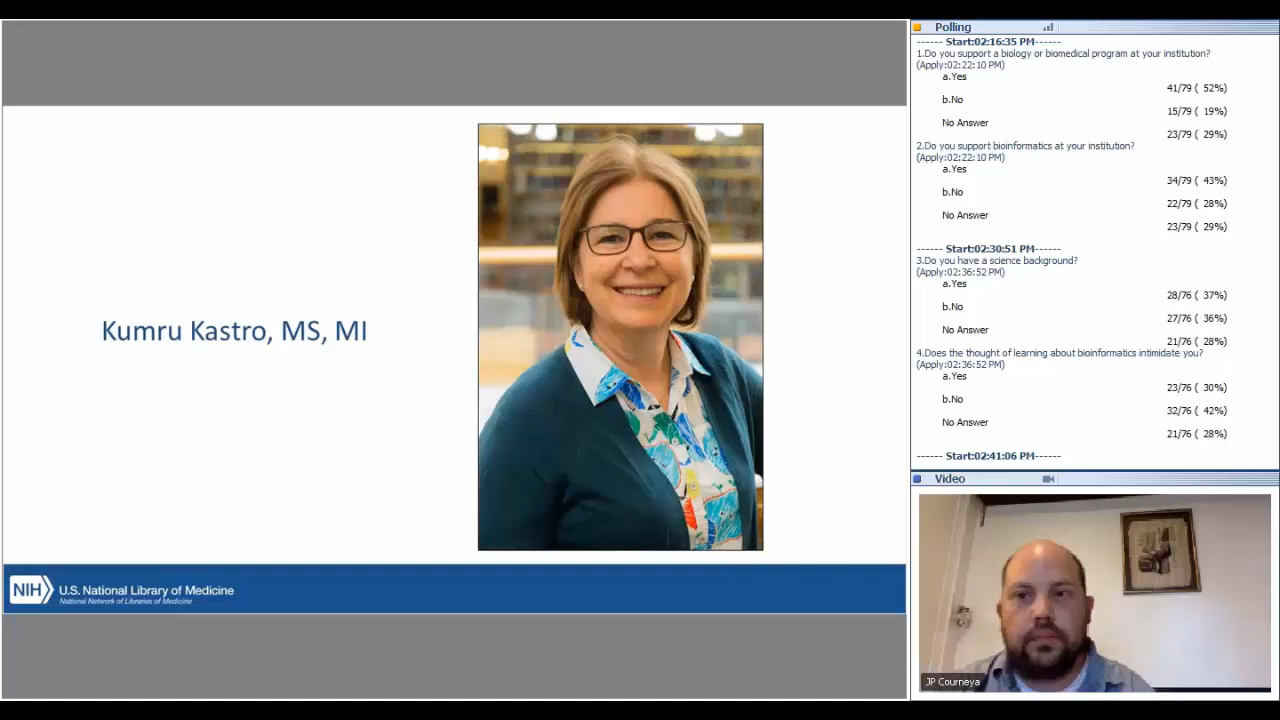 Kumru Kastro, MS, MI
NIH
U.S. National Library of Medicine
National Network of Libraries of Medicine
Polling
------ Start:02:16:35 PM------
1.Do you support a biology or biomedical program at your institution?
(Apply:02:22:10 PM)
a.Yes
41/79 ( 52%)
b.No
15/79 ( 19%)
No Answer
23/79 ( 29%)
2.Do you support bioinformatics at your institution?
(Apply:02:22:10 PM)
a.Yes
34/79 ( 43%)
b.No
22/79 ( 28%)
No Answer
23/79 ( 29%)
------ Start:02:30:51 PM------
3.Do you have a science background?
(Apply:02:36:52 PM)
a.Yes
28/76 ( 37%)
b.No
27/76 ( 36%)
No Answer
21/76 ( 28%)
4.Does the thought of learning about bioinformatics intimidate you?
(Apply:02:36:52 PM)
a.Yes
23/76 ( 30%)
b.No
32/76 ( 42%)
No Answer
21/76 ( 28%)
------ Start:02:41:06 PM------
Video
JP Courneya